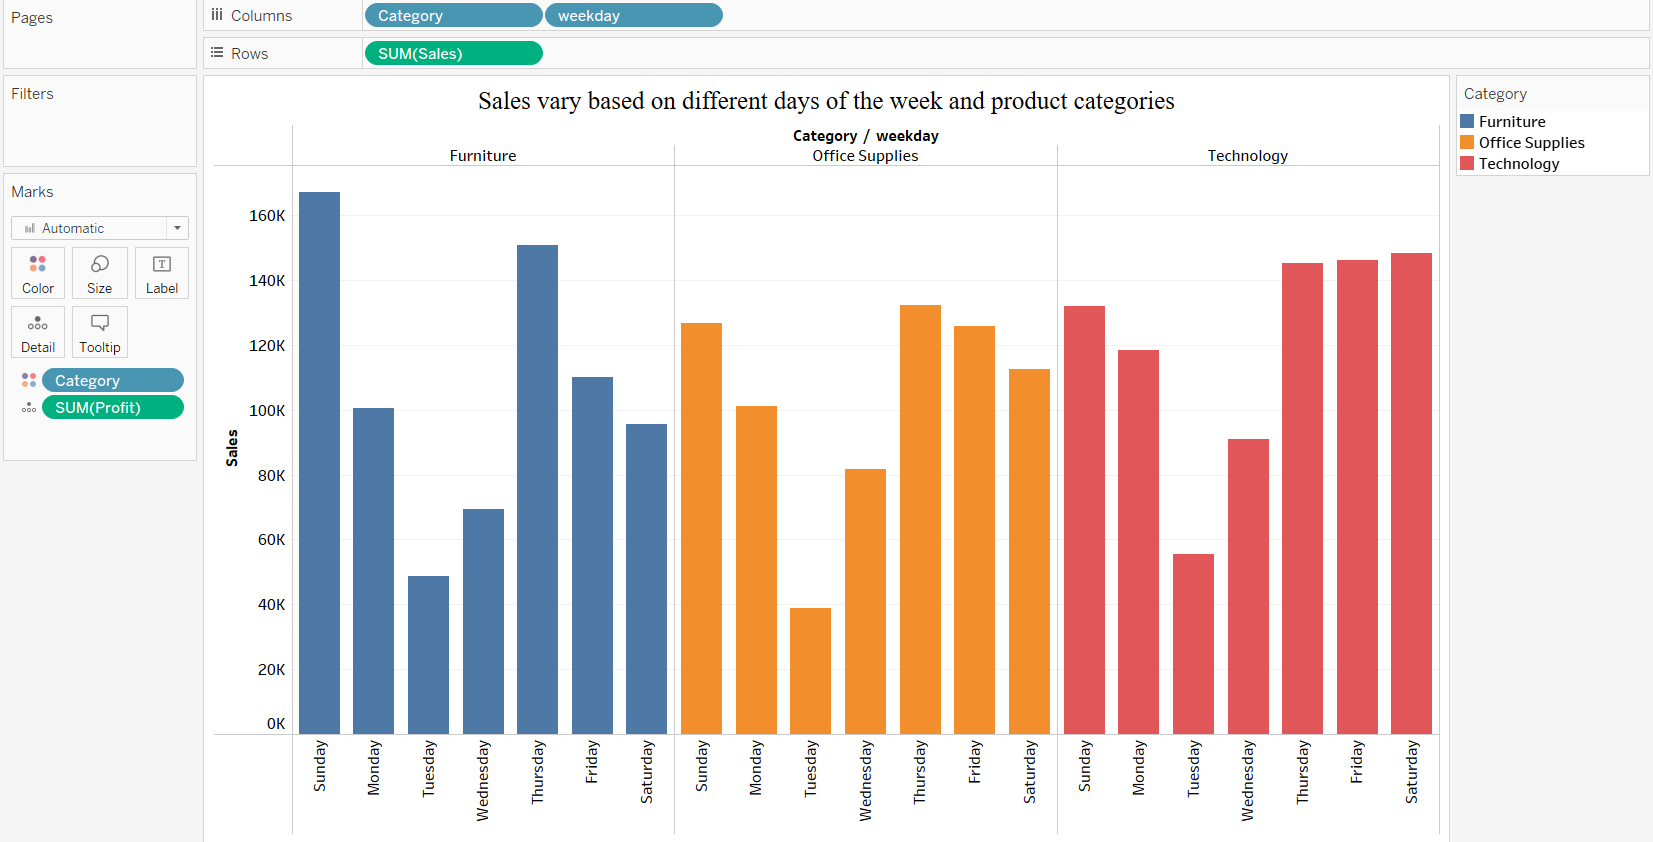 Pages
Columns
Category
weekday
Rows
SUM(Sales)
Filters
Marks
Automatic
Color
Size
T
Label
Detail
Tooltip
Category
SUM(Profit)
Sales vary based on different days of the week and product categories
Category / weekday
Furniture
Office Supplies
Technology
Sales
160K
140K
120K
100K
80K
60K
40K
20K
0K
Sunday
Monday
Tuesday
Wednesday
Thursday
Friday
Saturday
Sunday
Monday
Tuesday
Wednesday
Thursday
Friday
Saturday
Sunday
Monday
Tuesday
Wednesday
Thursday
Friday
Saturday
Category
Furniture
Office Supplies
Technology